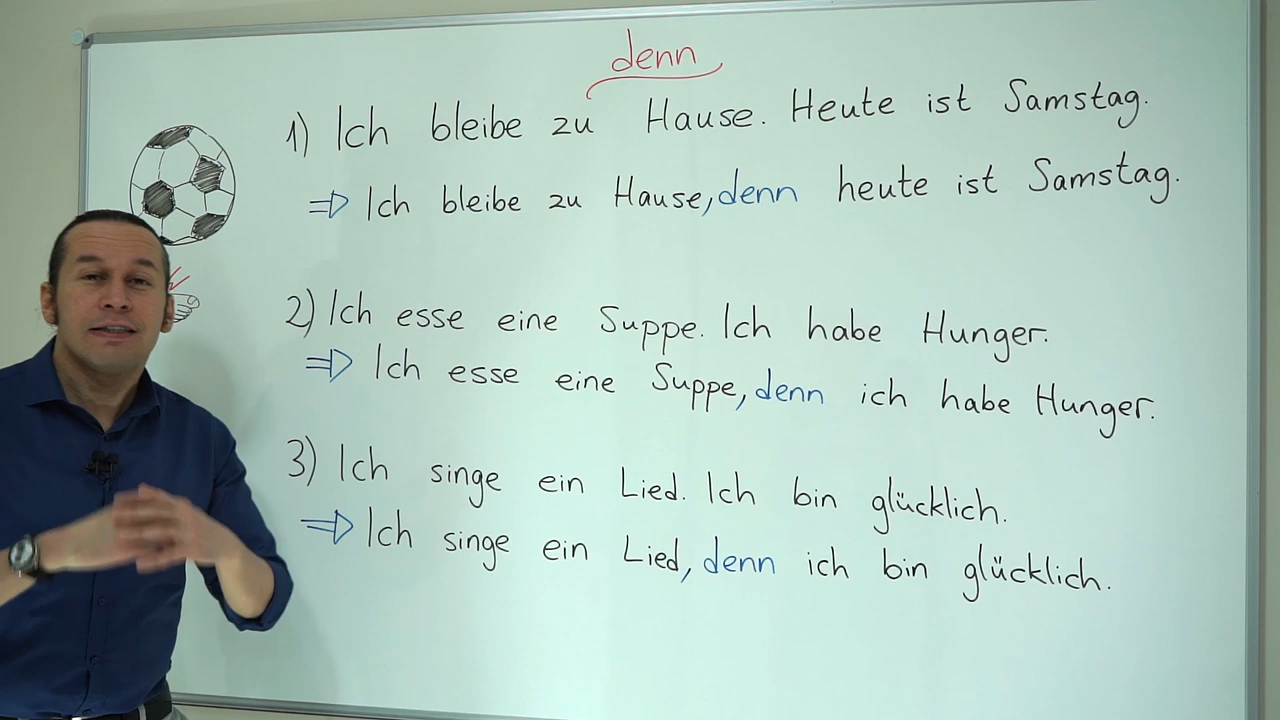 denn
1) Ich bleibe zu Hause. Heute ist Samstag.
⇒ Ich bleibe zu Hause, denn heute ist Samstag.
2) Ich esse eine Suppe. Ich habe Hunger.
⇒ Ich esse eine Suppe, denn ich habe Hunger.
3) Ich singe ein Lied. Ich bin glücklich.
⇒ Ich singe ein Lied, denn ich bin glücklich.